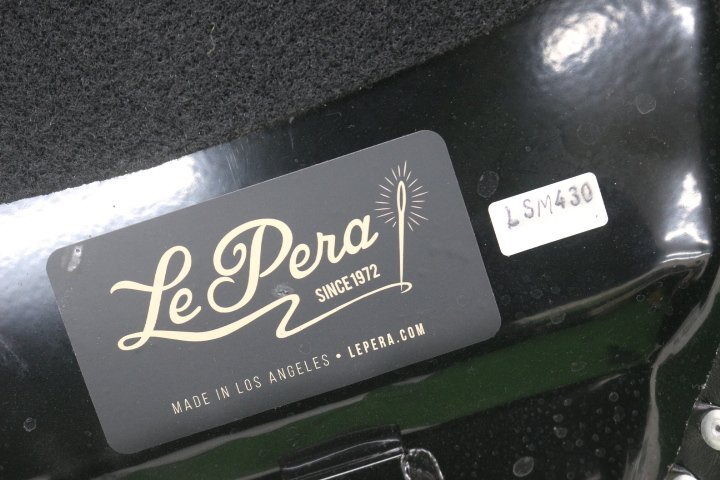 Le Pera
SINCE 1972
MADE IN LOS ANGELES • LEPERA.COM
LSM430